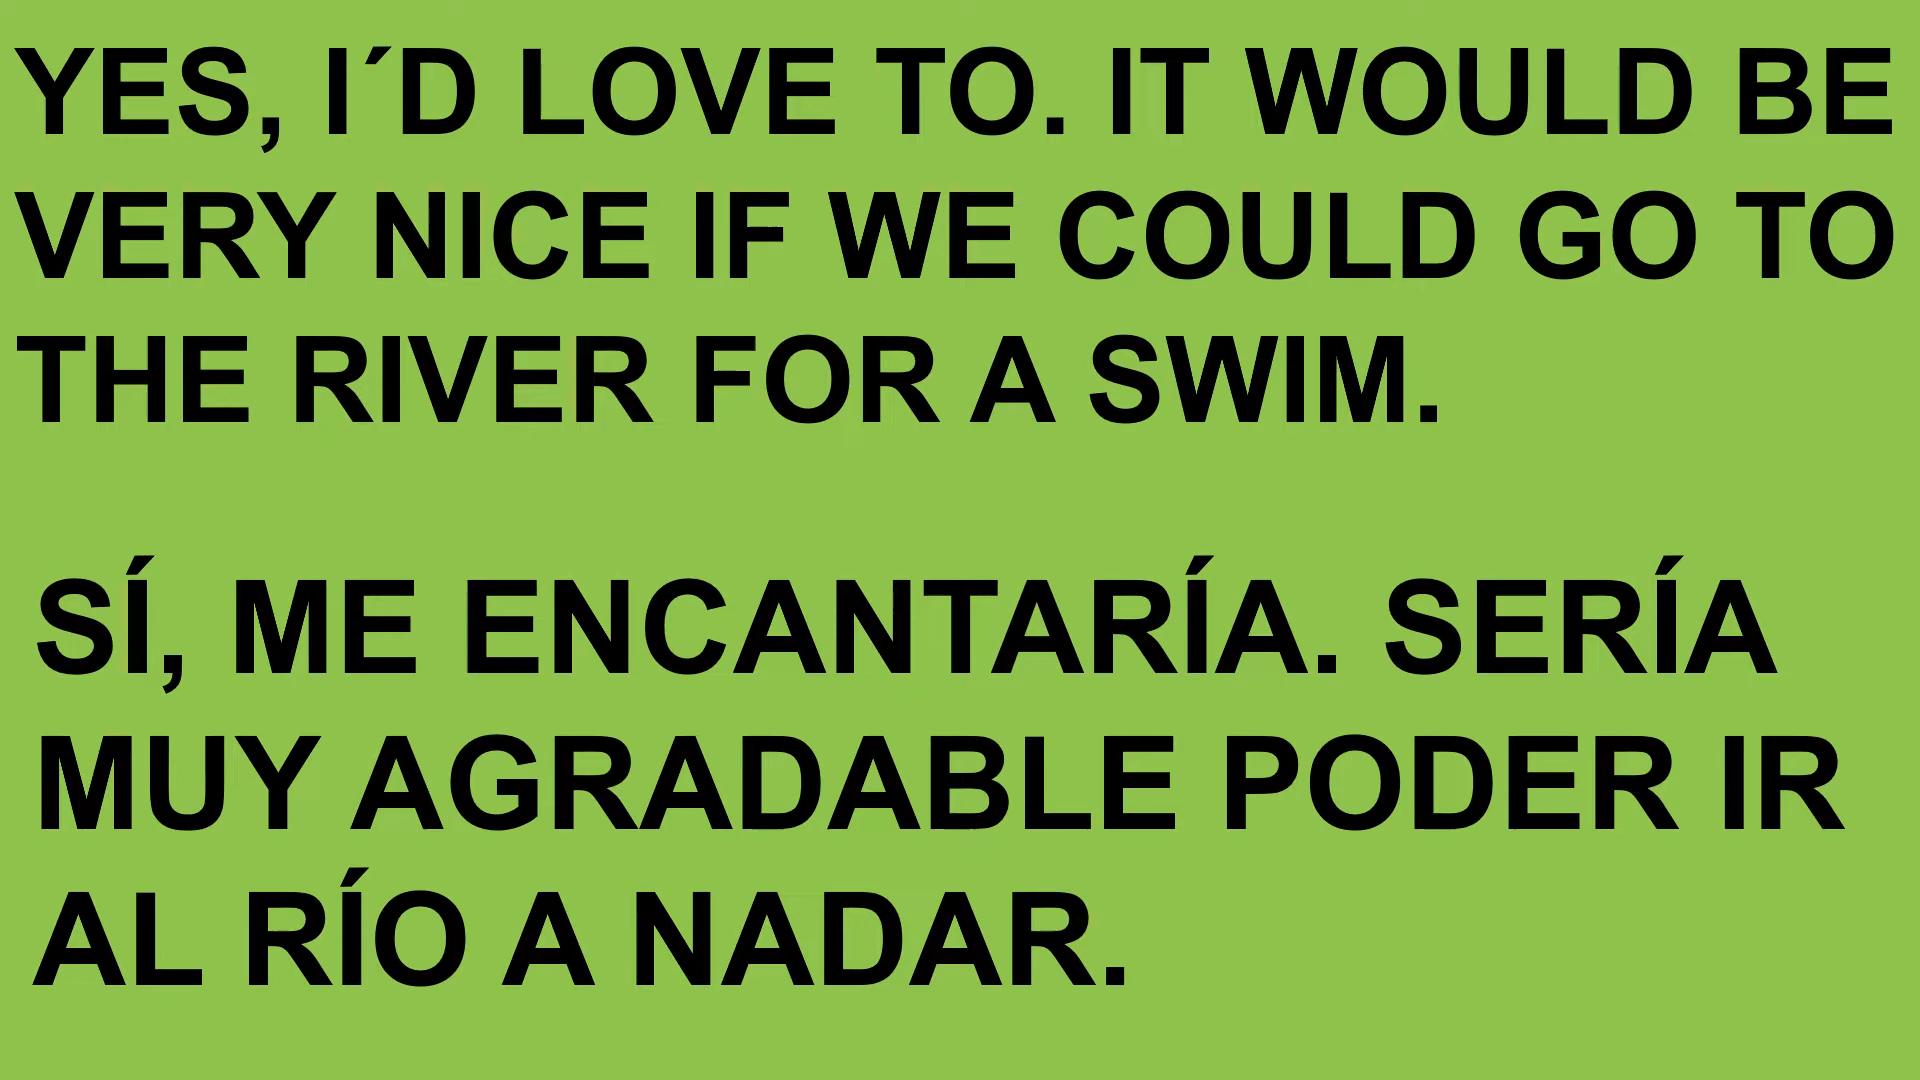 YES, I´D LOVE TO. IT WOULD BE
VERY NICE IF WE COULD GO TO
THE RIVER FOR A SWIM.
SÍ, ME ENCANTARÍA. SERÍA
MUY AGRADABLE PODER IR
AL RÍO A NADAR.